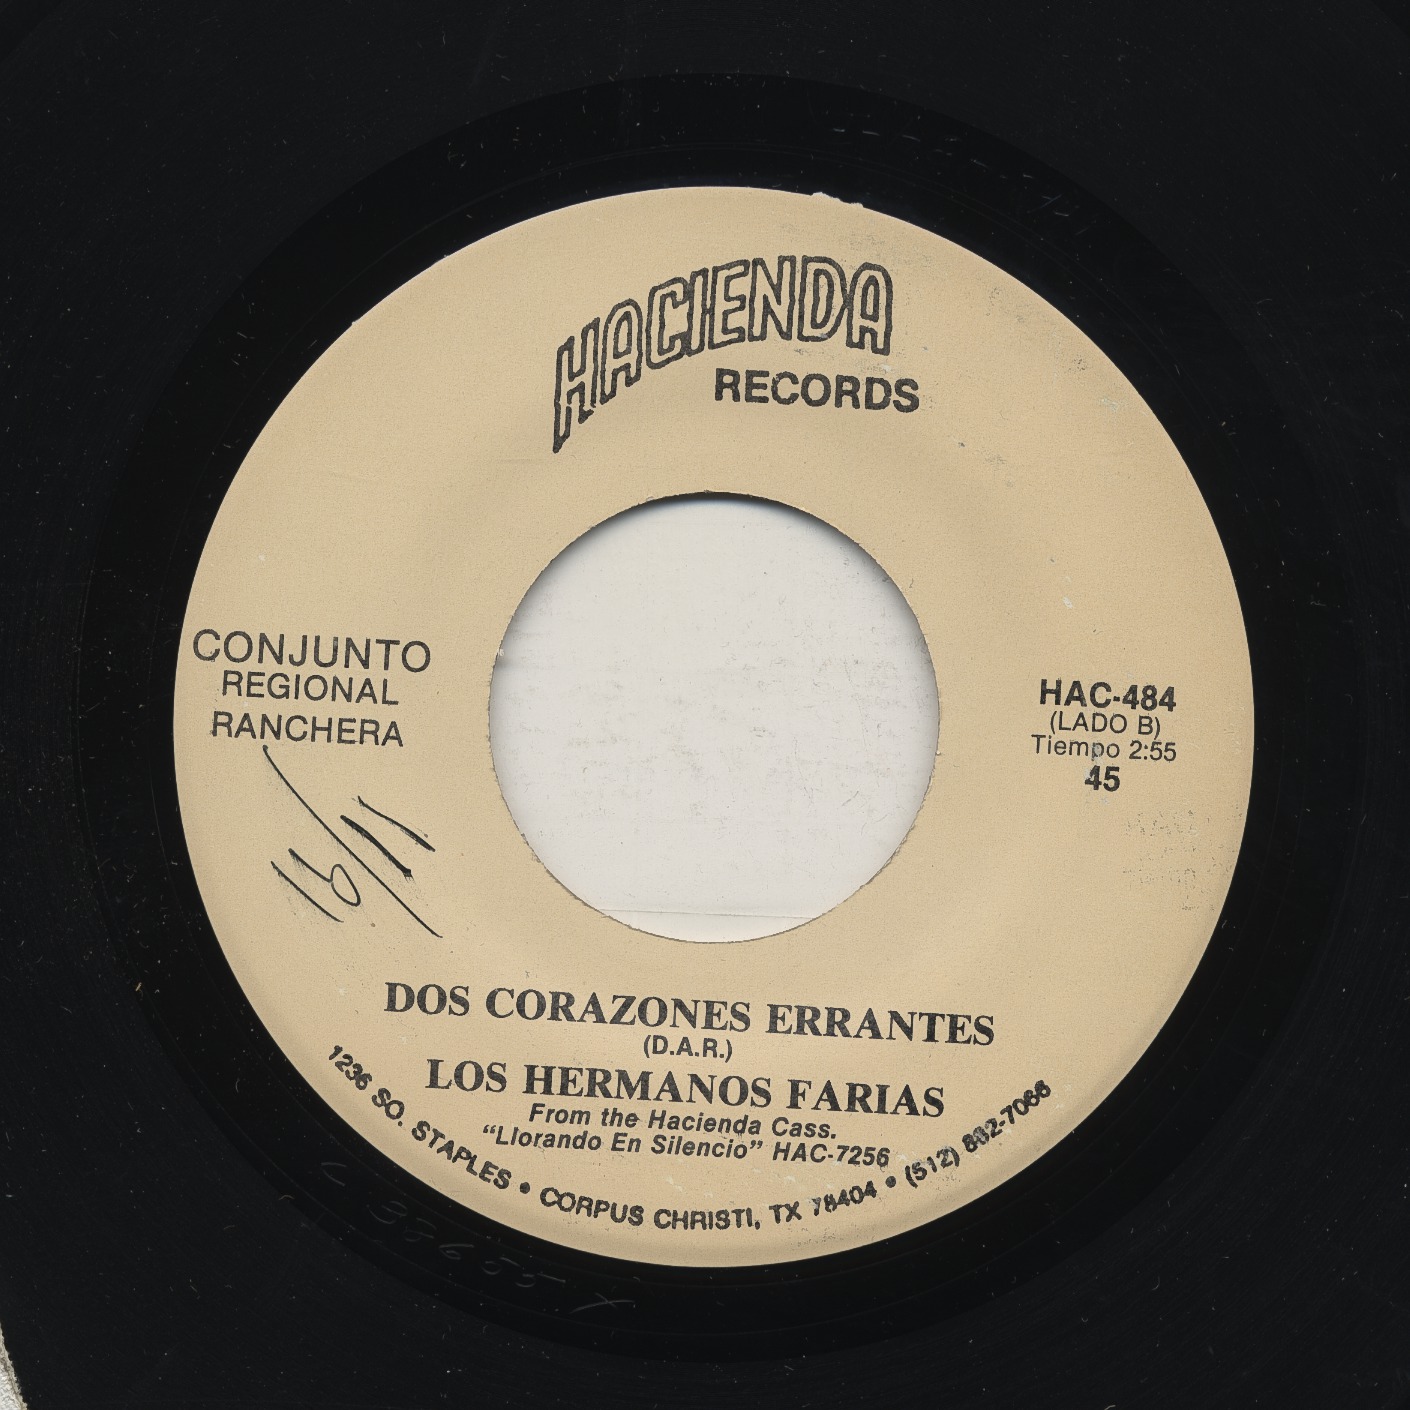 HACIENDA
RECORDS
CONJUNTO
REGIONAL
RANCHERA
HAC-484
(LADO B)
Tiempo 2:55
45
DOS CORAZONES ERRANTES
(D.A.R.)
LOS HERMANOS FARIAS
From the Hacienda Cass.
"Llorando En Silencio" HAC-7256
1236 SO. STAPLES • CORPUS CHRISTI, TX 78404 • (512) 882-7066